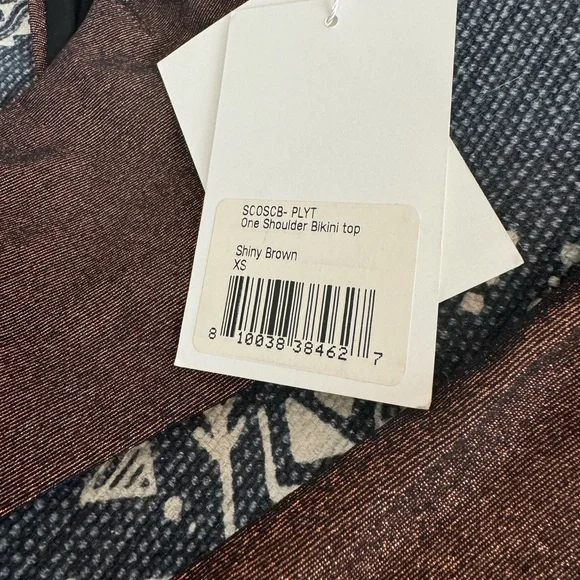 SCOSCB- PLYT
One Shoulder Bikini top
Shiny Brown
XS
8 10038 38462 7